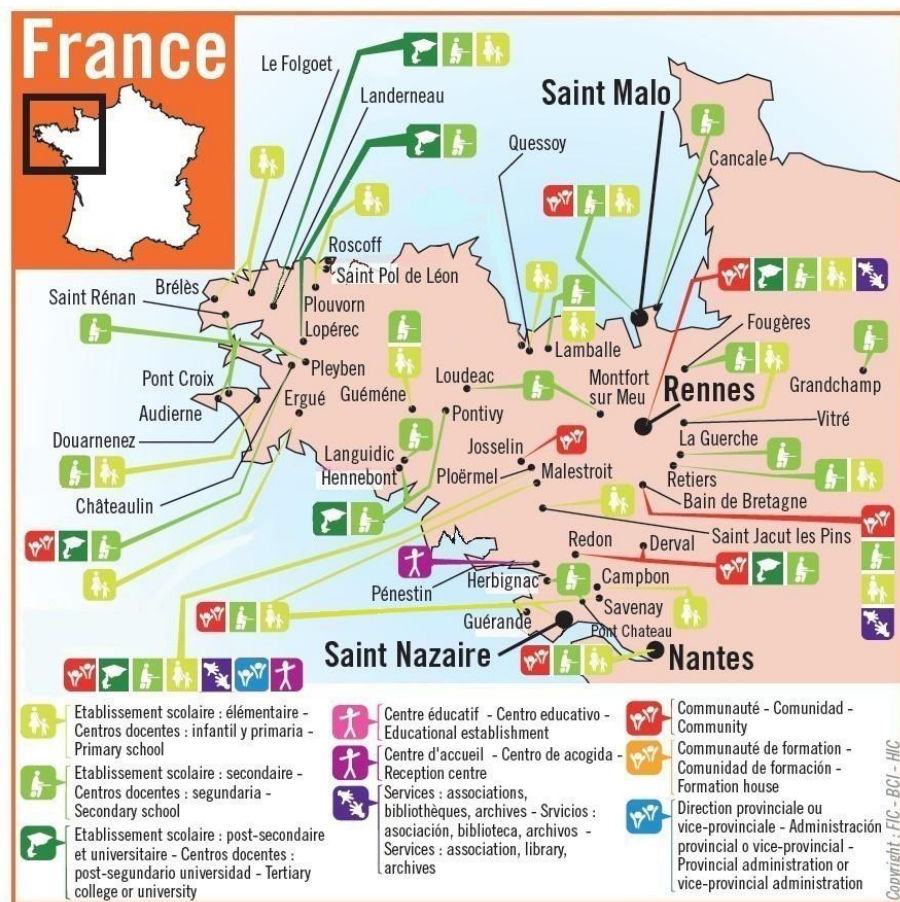 France
Le Folgoet
Landerneau
Saint Malo
Quessoy
Cancale
Roscoff
Saint Pol de Léon
Brélès
Saint Rénan
Plouvorn
Lopérec
Fougères
Lamballe
Pleyben
Pont Croix
Loudeac
Montfort
sur Meu
Grandchamp
Rennes
Audierne
Ergué
Guéméne
Pontivy
Vitré
Douarnenez
Josselin
La Guerche
Languidic
Hennebont
Ploërmel
Malestroit
Retiers
Châteaulin
Bain de Bretagne
Saint Jacut les Pins
Redon
Derval
Pénestin
Herbignac
Campbon
Savenay
Guérande
Pont Chateau
Saint Nazaire
Nantes
Etablissement scolaire : élémentaire -
Centros docentes : infantil y primaria -
Primary school
Etablissement scolaire : secondaire -
Centros docentes : segundaria -
Secondary school
Etablissement scolaire : post-secondaire
et universitaire - Centros docentes :
post-segundario universidad - Tertiary
college or university
Centre éducatif - Centro educativo -
Educational establishment
Centre d'accueil - Centro de acogida -
Reception centre
Services : associations,
bibliothèques, archives - Srvicios :
asociación, biblioteca, archivos -
Services : association, library,
archives
Communauté - Comunidad -
Community
Communauté de formation -
Comunidad de formación -
Formation house
Direction provinciale ou
vice-provinciale - Administración
provincial o vice-provincial -
Provincial administration or
vice-provincial administration
Copyright : FIC - BCI - HIC